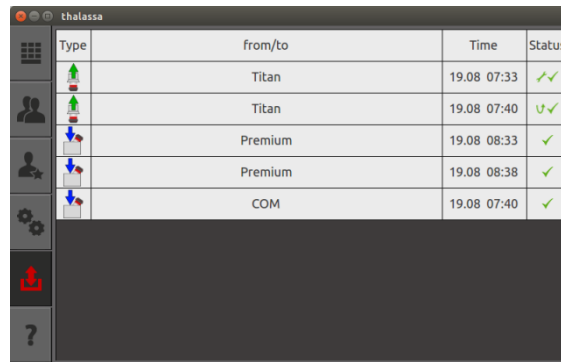 thalassa
Type from/to Time Status
Titan 19.08 07:33
Titan 19.08 07:40
Premium 19.08 08:33
Premium 19.08 08:38
COM 19.08 07:40
?